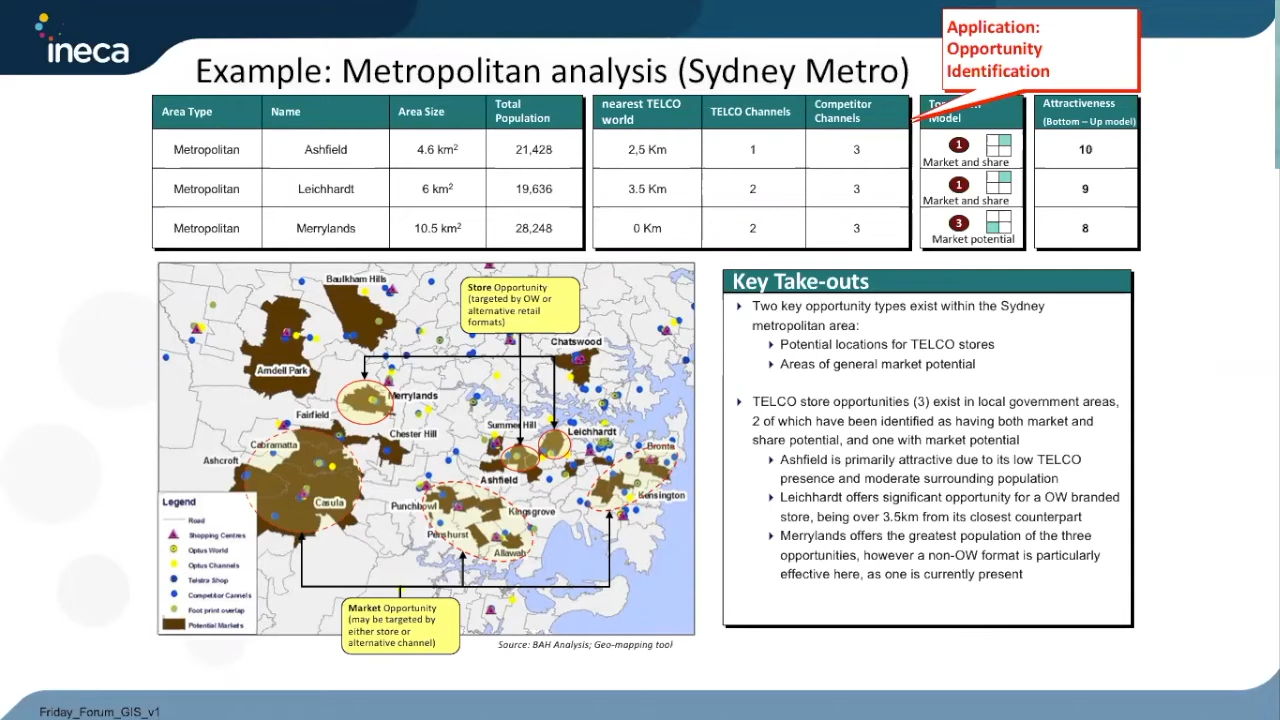 ineca
Example: Metropolitan analysis (Sydney Metro)
Application:
Opportunity
Identification
Area Type
Name
Area Size
Total
Population
nearest TELCO
world
TELCO Channels
Competitor
Channels
Model
Attractiveness
(Bottom – Up model)
Metropolitan
Ashfield
4.6 km²
21,428
2,5 Km
1
3
1
Market and share
10
Metropolitan
Leichhardt
6 km²
19,636
3.5 Km
2
3
1
Market and share
9
Metropolitan
Merrylands
10.5 km²
28,248
0 Km
2
3
3
Market potential
8
Baulkham Hills
Store Opportunity
(targeted by OW or
alternative retail
formats)
Chatswood
Arndell Park
Merrylands
Fairfield
Summer Hill
Leichhardt
Chester Hill
Cabramatta
Bronte
Ashcroft
Ashfield
Kensington
Casula
Punchbowl
Kingsgrove
Penshurst
Allawah
Legend
Road
Shopping Centres
Optus World
Optus Channels
Telstra Shop
Competitor Cannels
Foot print overlap
Potential Markets
Market Opportunity
(may be targeted by
either store or
alternative channel)
Source: BAH Analysis; Geo-mapping tool
Key Take-outs
Two key opportunity types exist within the Sydney
metropolitan area:
Potential locations for TELCO stores
Areas of general market potential
TELCO store opportunities (3) exist in local government areas,
2 of which have been identified as having both market and
share potential, and one with market potential
Ashfield is primarily attractive due to its low TELCO
presence and moderate surrounding population
Leichhardt offers significant opportunity for a OW branded
store, being over 3.5km from its closest counterpart
Merrylands offers the greatest population of the three
opportunities, however a non-OW format is particularly
effective here, as one is currently present
Friday_Forum_GIS_v1